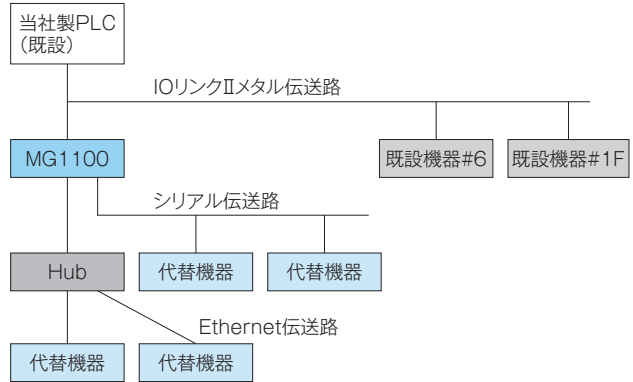 当社製PLC
（既設）
IOリンクⅡメタル伝送路
MG1100
既設機器#6
既設機器#1F
シリアル伝送路
Hub
代替機器
代替機器
Ethernet伝送路
代替機器
代替機器